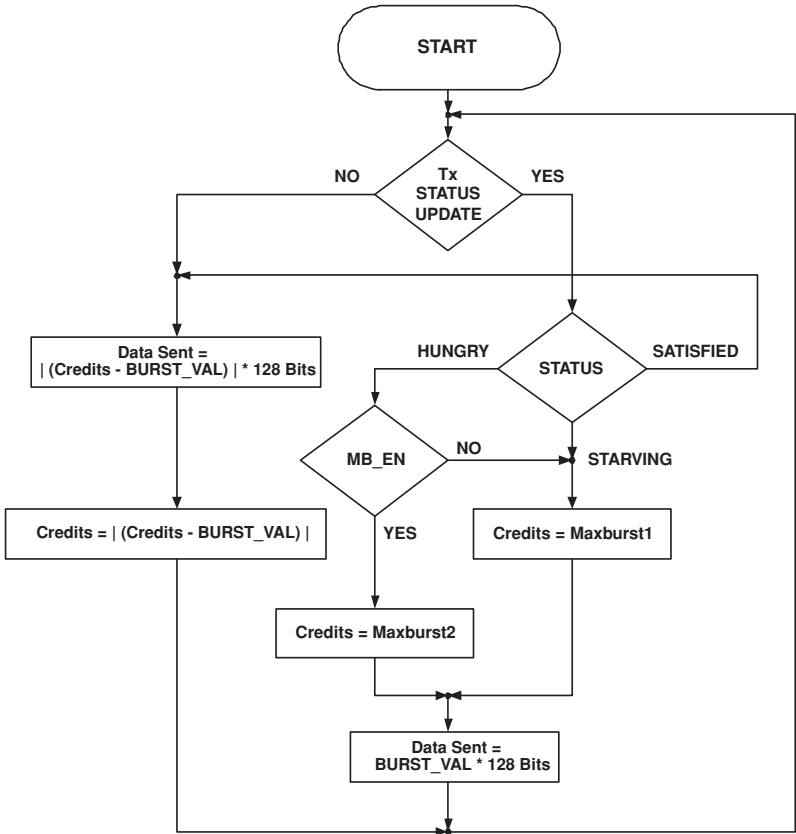 START
NO
Tx
STATUS
UPDATE
YES
Data Sent =
| (Credits - BURST_VAL) | * 128 Bits
HUNGRY
STATUS
SATISFIED
MB_EN
NO
STARVING
Credits = | (Credits - BURST_VAL) |
YES
Credits = Maxburst1
Credits = Maxburst2
Data Sent =
BURST_VAL * 128 Bits